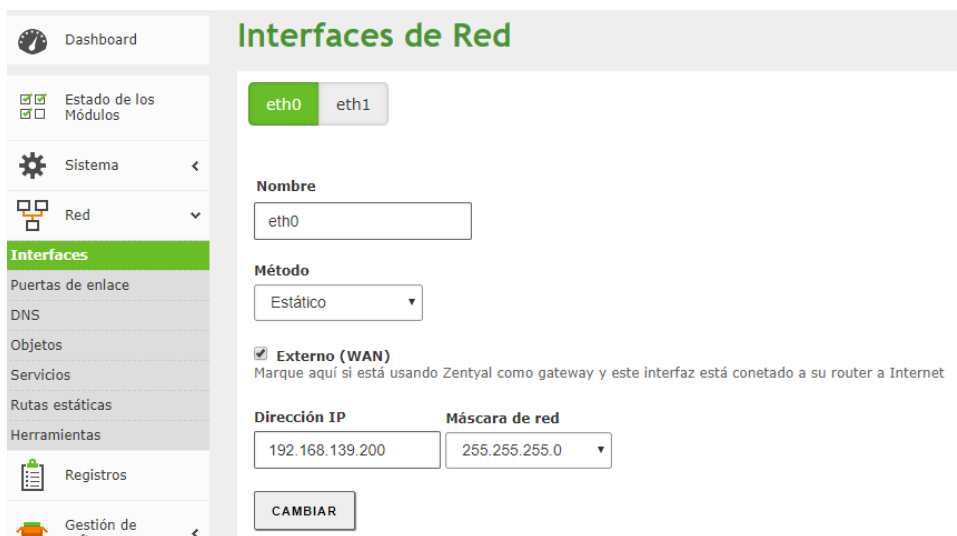 Dashboard
Interfaces de Red
Estado de los
Módulos
eth0
eth1
Sistema
Nombre
Red
eth0
Interfaces
Método
Puertas de enlace
Estático
DNS
Objetos
Externo (WAN)
Servicios
Marque aquí si está usando Zentyal como gateway y este interfaz está conetado a su router a Internet
Rutas estáticas
Dirección IP
Máscara de red
Herramientas
192.168.139.200
255.255.255.0
Registros
CAMBIAR
Gestión de